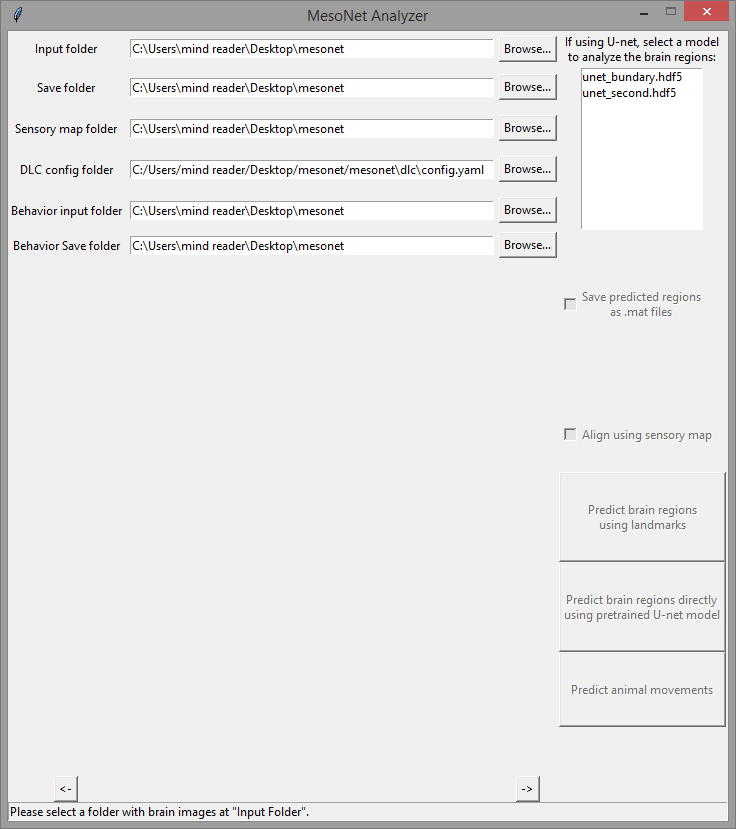 MesoNet Analyzer
Input folder C:\Users\mind reader\Desktop\mesonet Browse...
Save folder C:\Users\mind reader\Desktop\mesonet Browse...
Sensory map folder C:\Users\mind reader\Desktop\mesonet Browse...
DLC config folder C:/Users/mind reader/Desktop/mesonet/mesonet\dlc\config.yaml Browse...
Behavior input folder C:\Users\mind reader\Desktop\mesonet Browse...
Behavior Save folder C:\Users\mind reader\Desktop\mesonet Browse...
If using U-net, select a model
to analyze the brain regions:
unet_bundary.hdf5
unet_second.hdf5
Save predicted regions
as .mat files
Align using sensory map
Predict brain regions
using landmarks
Predict brain regions directly
using pretrained U-net model
Predict animal movements
<- ->
Please select a folder with brain images at "Input Folder".